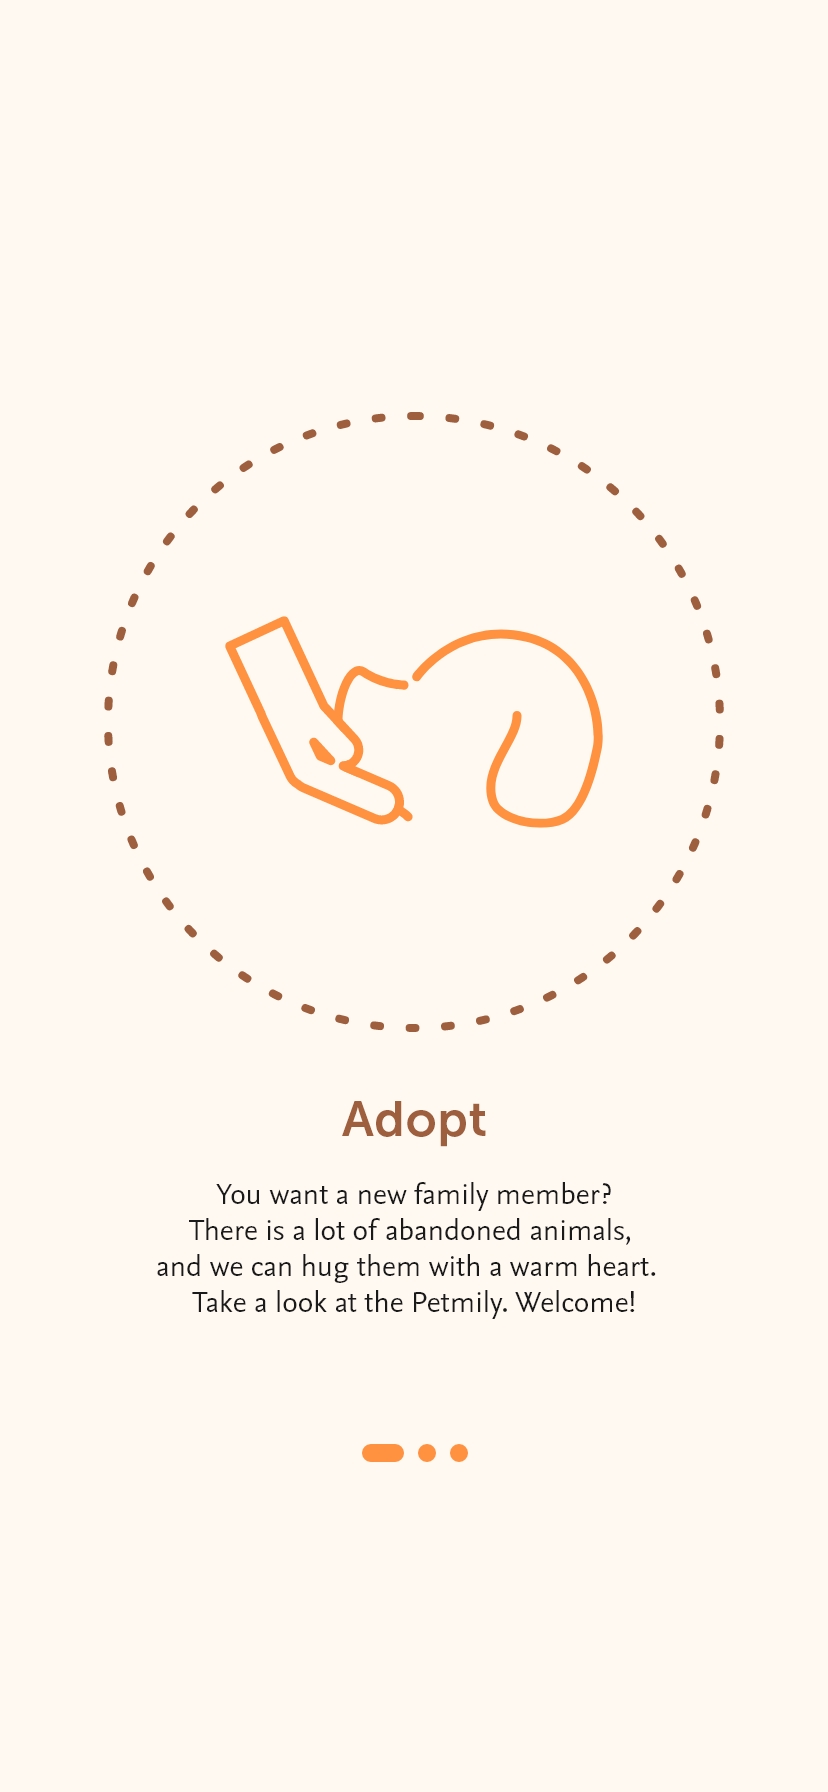 Adopt
You want a new family member?
There is a lot of abandoned animals,
and we can hug them with a warm heart.
Take a look at the Petmily. Welcome!